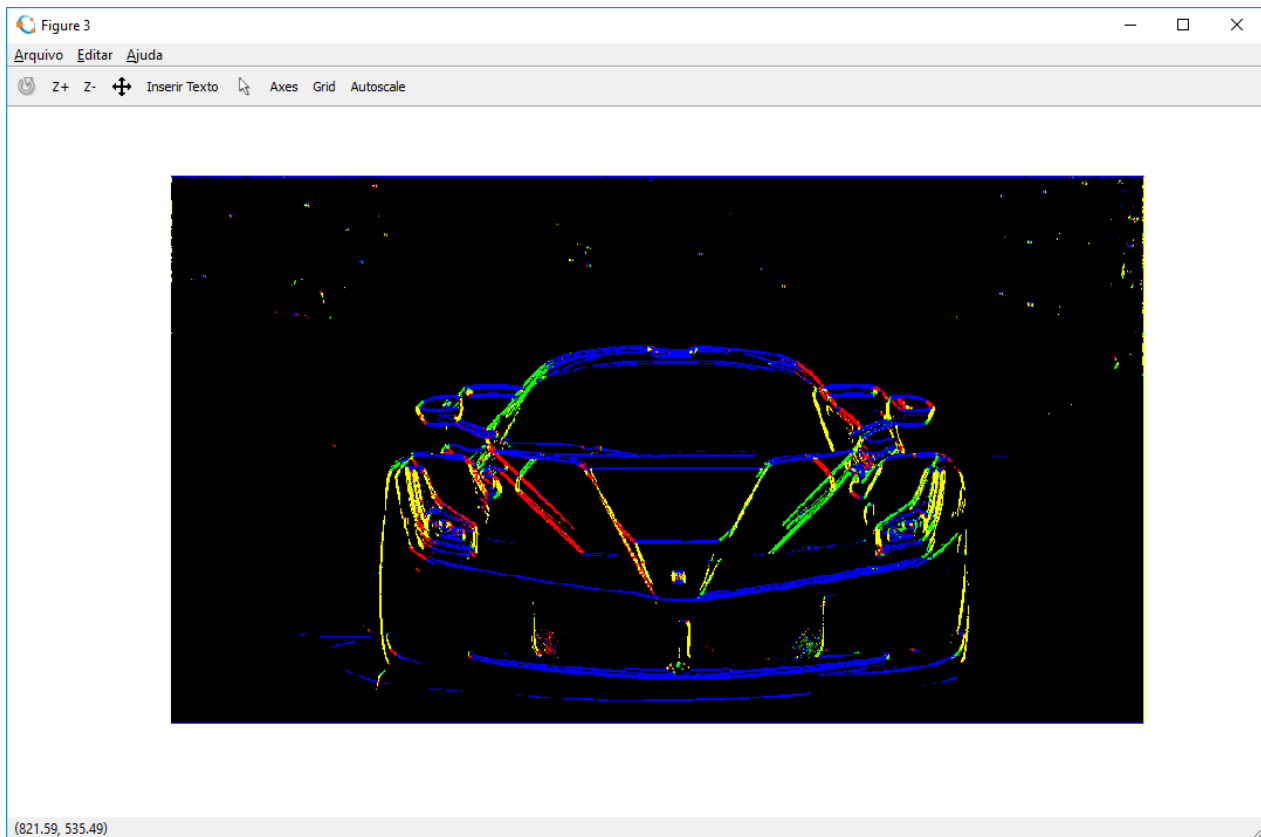 Figure 3
Arquivo Editar Ajuda
Z+ Z- Inserir Texto Axes Grid Autoscale
(821.59, 535.49)